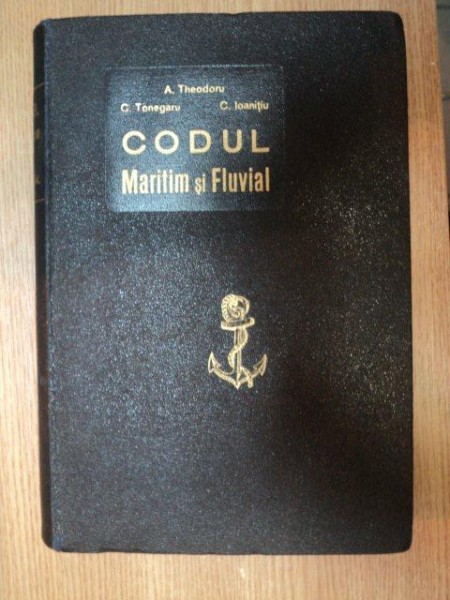 A. Theodoru
C. Tonegaru C. Ioanițiu
CODUL
Maritim și Fluvial